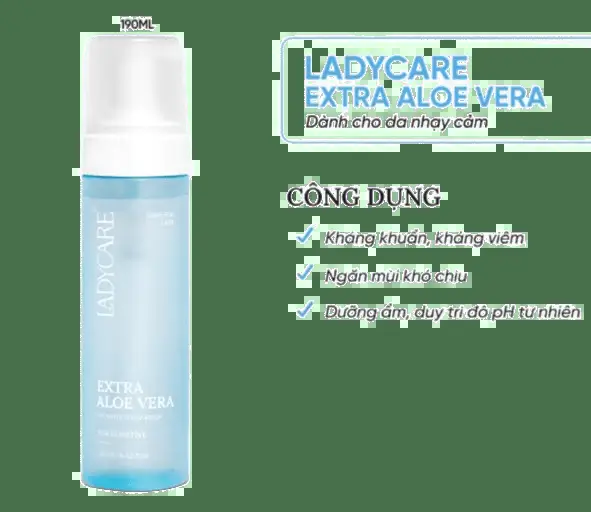 190ML
LADYCARE
EXTRA ALOE VERA
Dành cho da nhạy cảm
CÔNG DỤNG
Kháng khuẩn, kháng viêm
Ngăn mùi khó chịu
Dưỡng ẩm, duy trì độ pH tự nhiên
LADYCARE
EXTRA
ALOE VERA